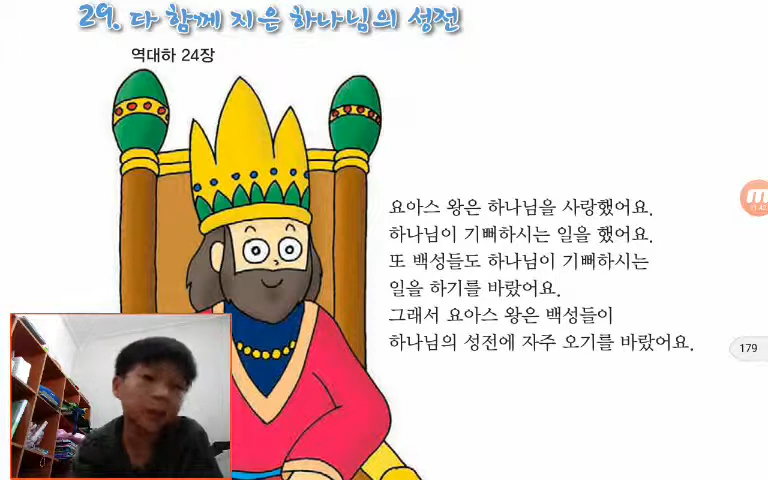 29. 다 함께 지은 하나님의 성전
역대하 24장
요아스 왕은 하나님을 사랑했어요.
하나님이 기뻐하시는 일을 했어요.
또 백성들도 하나님이 기뻐하시는
일을 하기를 바랐어요.
그래서 요아스 왕은 백성들이
하나님의 성전에 자주 오기를 바랐어요.
179